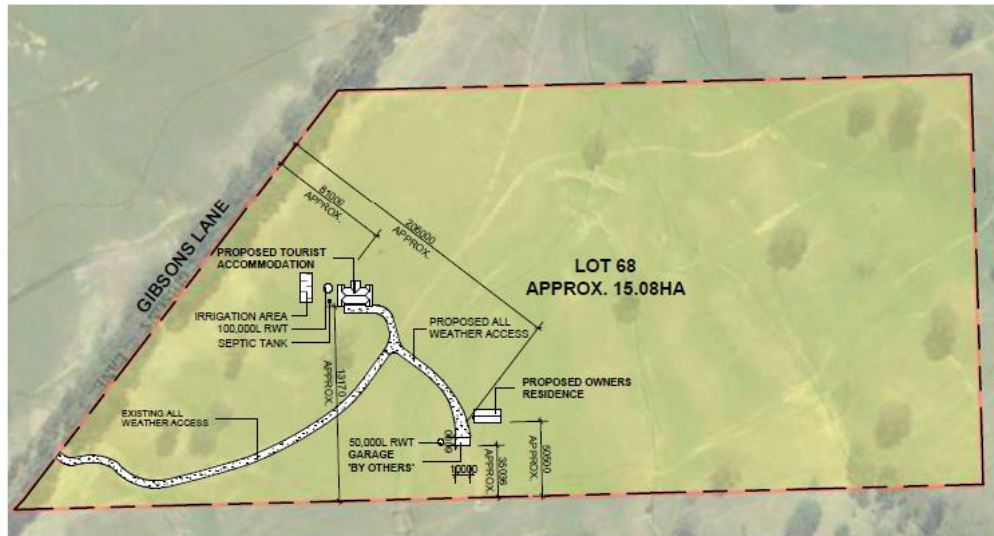 GIBSONS LANE
81000
APPROX.
206000
APPROX.
PROPOSED TOURIST
ACCOMMODATION
LOT 68
APPROX. 15.08HA
IRRIGATION AREA
100,000L RWT
SEPTIC TANK
PROPOSED ALL
WEATHER ACCESS
13170
APPROX.
PROPOSED OWNERS
RESIDENCE
EXISTING ALL
WEATHER ACCESS
50,000L RWT
GARAGE
'BY OTHERS'
10000
35036
APPROX.
50500
APPROX.